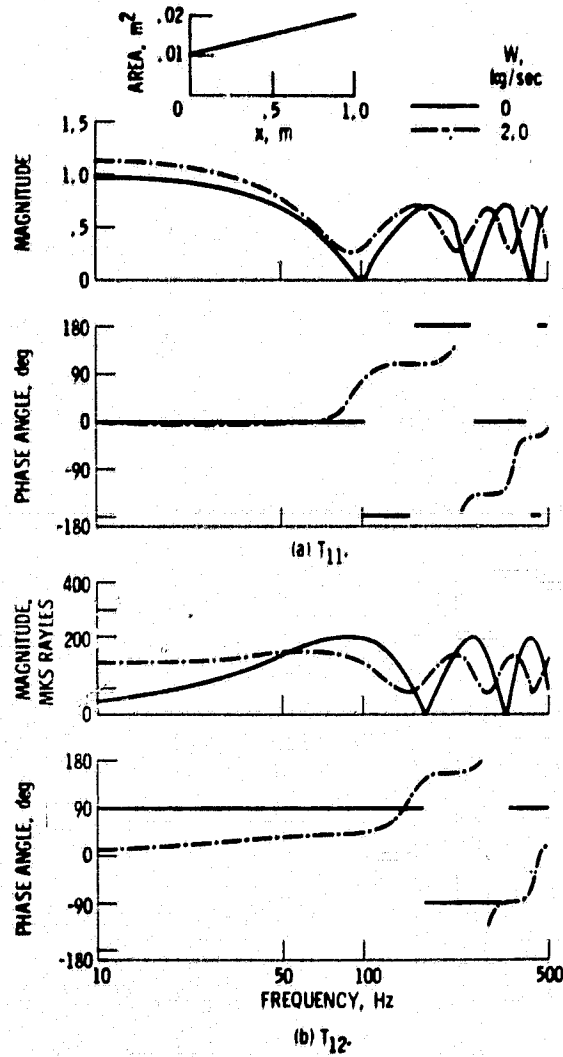 AREA, m2
.02
.01
0
.5
1.0
x, m
W,
kg/sec
0
2.0
MAGNITUDE
1.5
1.0
.5
0
PHASE ANGLE, deg
180
90
0
-90
-180
(a) T11.
MAGNITUDE,
MKS RAYLES
400
200
0
PHASE ANGLE, deg
180
90
0
-90
-180
10
50
100
500
FREQUENCY, Hz
(b) T12.